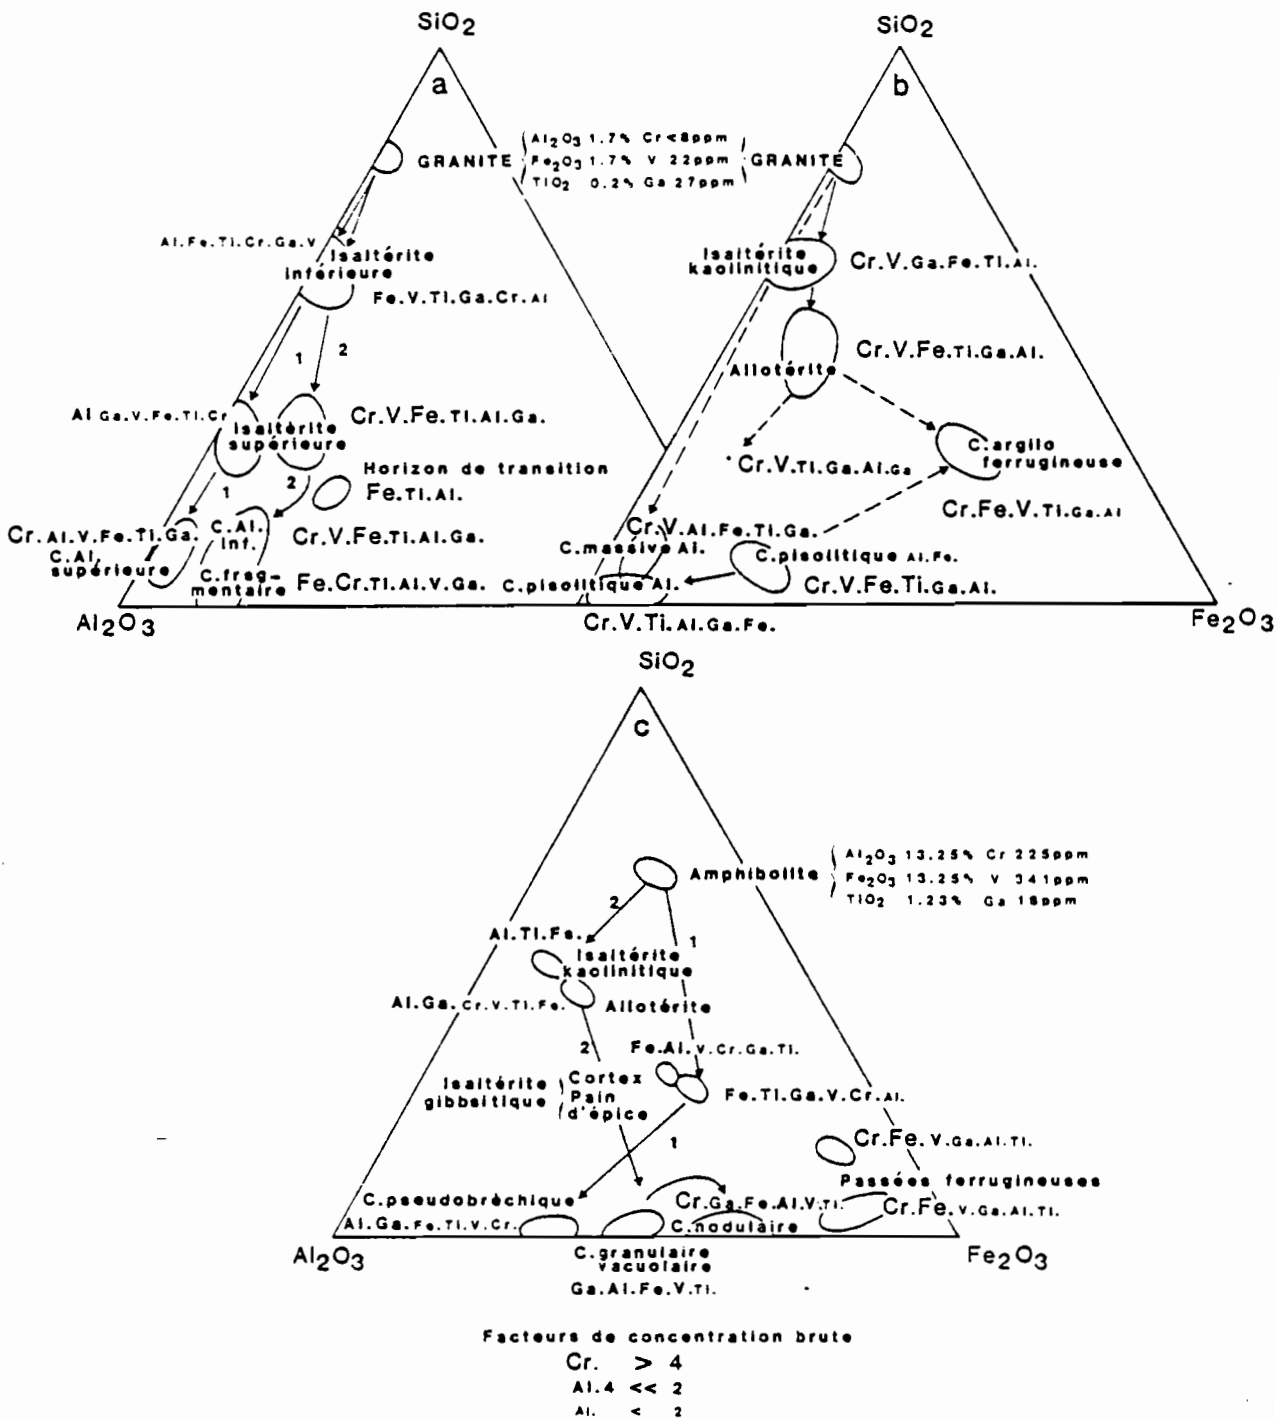 SiO2
a
GRANITE
Al2O3 1.7% Cr <8ppm
Fe2O3 1.7% V 22ppm
TiO2 0.2% Ga 27ppm
Al.Fe.Ti.Cr.Ga.V
Isaltérite
inférieure
Fe.V.Ti.Ga.Cr.Al
1
2
Al Ga.V.Fe.Ti.Cr
Isaltérite
supérieure
Cr.V.Fe.Ti.Al.Ga.
Horizon de transition
Fe.Ti.Al.
1
2
Cr.Al.V.Fe.Ti.Ga.
C.Al.
supérieure
C.Al.
Inf.
Cr.V.Fe.Ti.Al.Ga.
C.frag-
mentaire
Fe.Cr.Ti.Al.V.Ga.
Al2O3
SiO2
b
GRANITE
Isaltérite
kaolinitique
Cr.V.Ga.Fe.Ti.Al.
Allotérite
Cr.V.Fe.Ti.Ga.Al.
Cr.V.Ti.Ga.Al.Ga
C.argilo
ferrugineuse
Cr.Fe.V.Ti.Ga.Al
Cr.V.Al.Fe.Ti.Ga.
C.massive Al.
C.pisolitique Al.Fe.
C.pisolitique Al.
Cr.V.Fe.Ti.Ga.Al.
Cr.V.Ti.Al.Ga.Fe.
Fe2O3
SiO2
c
Amphibolite
Al2O3 13.25% Cr 225ppm
Fe2O3 13.25% V 341ppm
TiO2 1.23% Ga 18ppm
2
1
Al.Ti.Fe.
Isaltérite
kaolinitique
Al.Ga.Cr.V.Ti.Fe.
Allotérite
2
Fe.Al.V.Cr.Ga.Ti.
Isaltérite
gibbsitique
Cortex
Pain
d'épice
Fe.Ti.Ga.V.Cr.Al.
1
Cr.Fe.V.Ga.Al.Ti.
Passées ferrugineuses
Cr.Fe.V.Ga.Al.Ti.
C.pseudobrèchique
Al.Ga.Fe.Ti.V.Cr.
Cr.Ga.Fe.Al.V.Ti.
C.nodulaire
Al2O3
Fe2O3
C.granulaire
vacuolaire
Ga.Al.Fe.V.Ti.
Facteurs de concentration brute
Cr. > 4
Al.4 << 2
Al. < 2